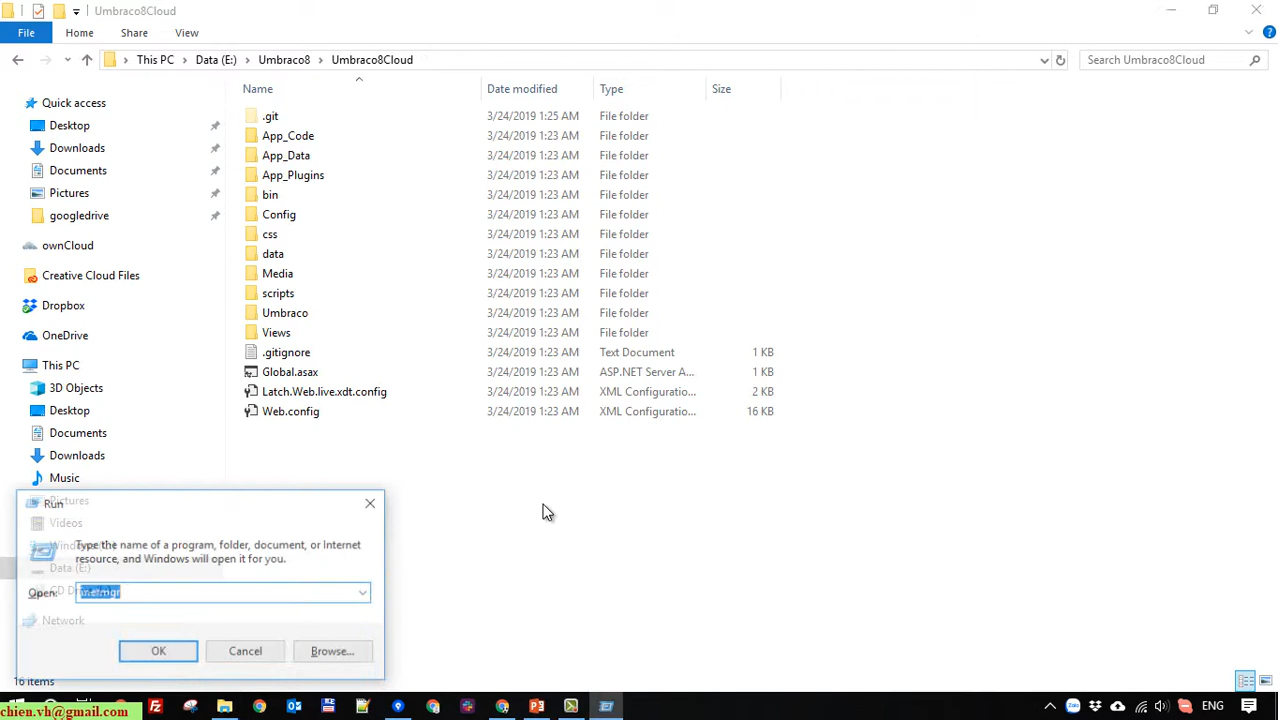 Umbraco8Cloud
File Home Share View
This PC Data (E:) Umbraco8 Umbraco8Cloud Search Umbraco8Cloud
Name Date modified Type Size
Quick access
Desktop
Downloads
Documents
Pictures
googledrive
ownCloud
Creative Cloud Files
Dropbox
OneDrive
This PC
3D Objects
Desktop
Documents
Downloads
Music
Pictures
Videos
Data (E:)
Network
.git 3/24/2019 1:25 AM File folder
App_Code 3/24/2019 1:23 AM File folder
App_Data 3/24/2019 1:23 AM File folder
App_Plugins 3/24/2019 1:23 AM File folder
bin 3/24/2019 1:23 AM File folder
Config 3/24/2019 1:23 AM File folder
css 3/24/2019 1:23 AM File folder
data 3/24/2019 1:23 AM File folder
Media 3/24/2019 1:23 AM File folder
scripts 3/24/2019 1:23 AM File folder
Umbraco 3/24/2019 1:23 AM File folder
Views 3/24/2019 1:23 AM File folder
.gitignore 3/24/2019 1:23 AM Text Document 1 KB
Global.asax 3/24/2019 1:23 AM ASP.NET Server A... 1 KB
Latch.Web.live.xdt.config 3/24/2019 1:23 AM XML Configuratio... 2 KB
Web.config 3/24/2019 1:23 AM XML Configuratio... 16 KB
Run
Type the name of a program, folder, document, or Internet
resource, and Windows will open it for you.
Open: inetmgr
OK Cancel Browse...
16 items
chien.vh@gmail.com
ENG